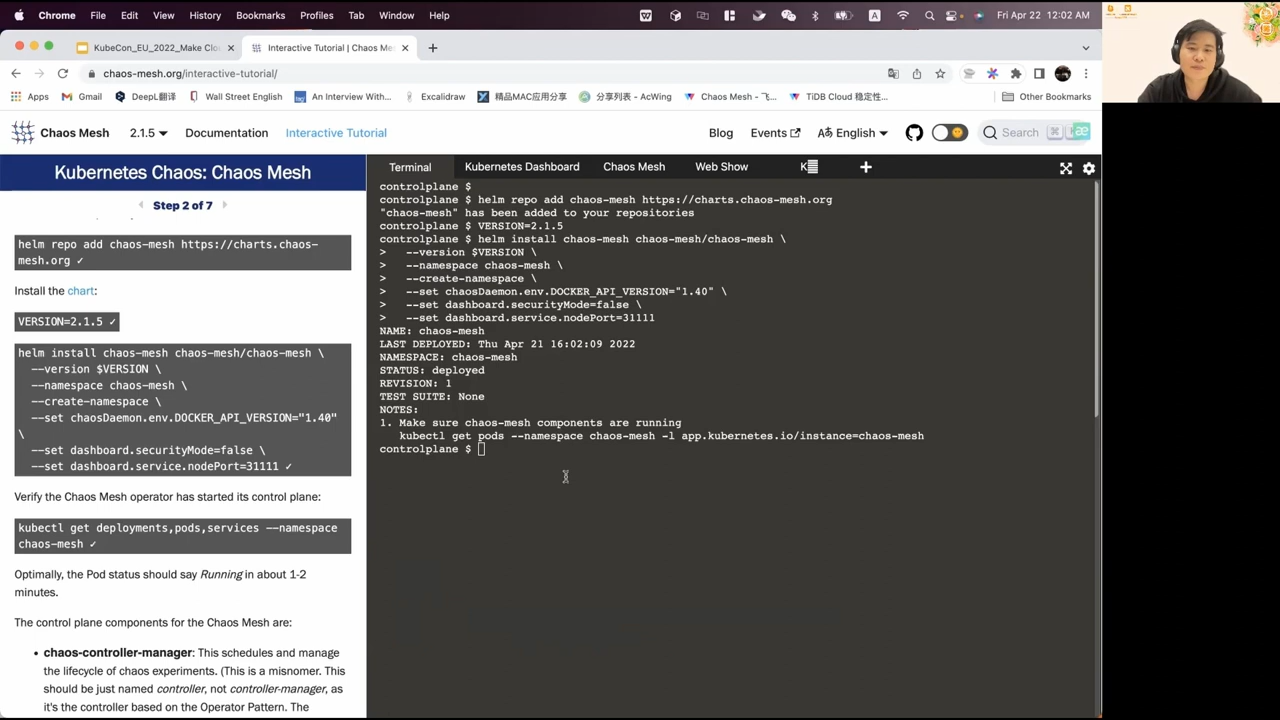 Chrome File Edit View History Bookmarks Profiles Tab Window Help
A Fri Apr 22 12:02 AM
KubeCon_EU_2022_Make Clo
Interactive Tutorial | Chaos Me
chaos-mesh.org/interactive-tutorial/
Apps Gmail DeepL翻译 Wall Street English An Interview With... Excalidraw 精品MAC应用分享 分享列表 - AcWing Chaos Mesh - 飞... TiDB Cloud 稳定性... Other Bookmarks
Chaos Mesh 2.1.5 Documentation Interactive Tutorial Blog Events English Search
Kubernetes Chaos: Chaos Mesh
Step 2 of 7
helm repo add chaos-mesh https://charts.chaos-
mesh.org ✓
Install the chart:
VERSION=2.1.5 ✓
helm install chaos-mesh chaos-mesh/chaos-mesh \
--version $VERSION \
--namespace chaos-mesh \
--create-namespace \
--set chaosDaemon.env.DOCKER_API_VERSION="1.40"
\
--set dashboard.securityMode=false \
--set dashboard.service.nodePort=31111 ✓
Verify the Chaos Mesh operator has started its control plane:
kubectl get deployments,pods,services --namespace
chaos-mesh ✓
Optimally, the Pod status should say Running in about 1-2
minutes.
The control plane components for the Chaos Mesh are:
• chaos-controller-manager: This schedules and manage
the lifecycle of chaos experiments. (This is a misnomer. This
should be just named controller, not controller-manager, as
it's the controller based on the Operator Pattern. The
Terminal Kubernetes Dashboard Chaos Mesh Web Show K +
controlplane $
controlplane $ helm repo add chaos-mesh https://charts.chaos-mesh.org
"chaos-mesh" has been added to your repositories
controlplane $ VERSION=2.1.5
controlplane $ helm install chaos-mesh chaos-mesh/chaos-mesh \
> --version $VERSION \
> --namespace chaos-mesh \
> --create-namespace \
> --set chaosDaemon.env.DOCKER_API_VERSION="1.40" \
> --set dashboard.securityMode=false \
> --set dashboard.service.nodePort=31111
NAME: chaos-mesh
LAST DEPLOYED: Thu Apr 21 16:02:09 2022
NAMESPACE: chaos-mesh
STATUS: deployed
REVISION: 1
TEST SUITE: None
NOTES:
1. Make sure chaos-mesh components are running
kubectl get pods --namespace chaos-mesh -l app.kubernetes.io/instance=chaos-mesh
controlplane $